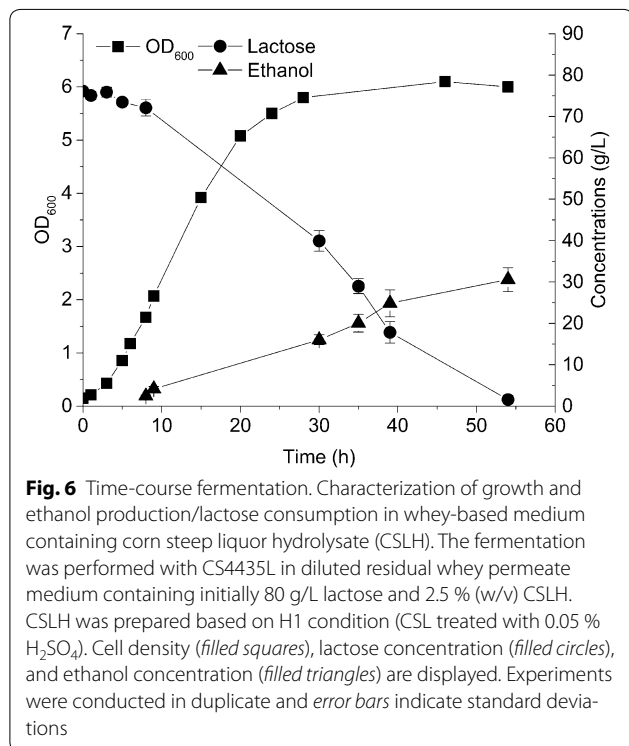 OD600 Lactose
Ethanol
7
6
5
4
3
2
1
0
OD600
90
80
70
60
50
40
30
20
10
0
Concentrations (g/L)
0 10 20 30 40 50 60
Time (h)
Fig. 6 Time-course fermentation. Characterization of growth and
ethanol production/lactose consumption in whey-based medium
containing corn steep liquor hydrolysate (CSLH). The fermentation
was performed with CS4435L in diluted residual whey permeate
medium containing initially 80 g/L lactose and 2.5 % (w/v) CSLH.
CSLH was prepared based on H1 condition (CSL treated with 0.05 %
H2SO4). Cell density (filled squares), lactose concentration (filled circles),
and ethanol concentration (filled triangles) are displayed. Experiments
were conducted in duplicate and error bars indicate standard devia-
tions